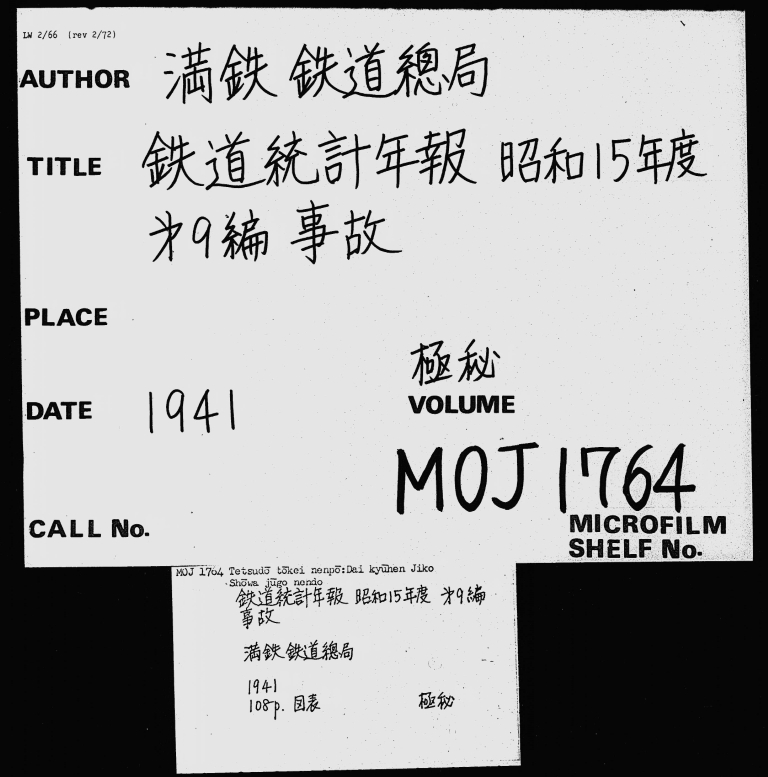 LW 2/66 (rev 2/72)
AUTHOR 満鉄 鉄道總局
TITLE 鉄道統計年報 昭和15年度
才9編 事故
PLACE
極秘
DATE 1941
VOLUME
MOJ 1764
CALL No.
MICROFILM
SHELF No.
MOJ 1764 Tetsudō tōkei nenpō:Dai kyūhen Jiko
Shōwa jūgo nendo
鉄道統計年報 昭和15年度 才9編
事故
満鉄 鉄道總局
1941
108p. 図表 極秘